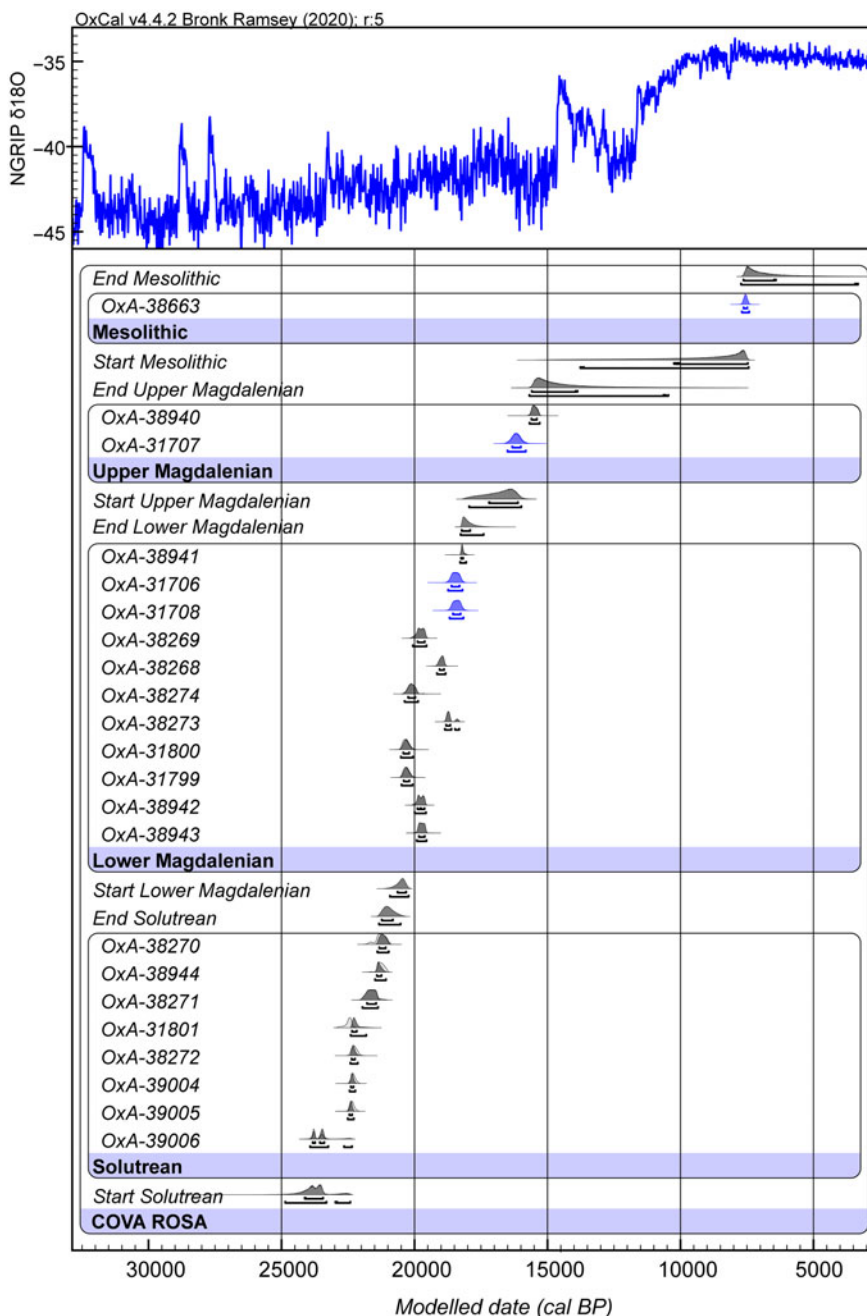 OxCal v4.4.2 Bronk Ramsey (2020); r:5
−35
−40
−45
NGRIP δ18O
End Mesolithic
OxA-38663
Mesolithic
Start Mesolithic
End Upper Magdalenian
OxA-38940
OxA-31707
Upper Magdalenian
Start Upper Magdalenian
End Lower Magdalenian
OxA-38941
OxA-31706
OxA-31708
OxA-38269
OxA-38268
OxA-38274
OxA-38273
OxA-31800
OxA-31799
OxA-38942
OxA-38943
Lower Magdalenian
Start Lower Magdalenian
End Solutrean
OxA-38270
OxA-38944
OxA-38271
OxA-31801
OxA-38272
OxA-39004
OxA-39005
OxA-39006
Solutrean
Start Solutrean
COVA ROSA
30000 25000 20000 15000 10000 5000
Modelled date (cal BP)